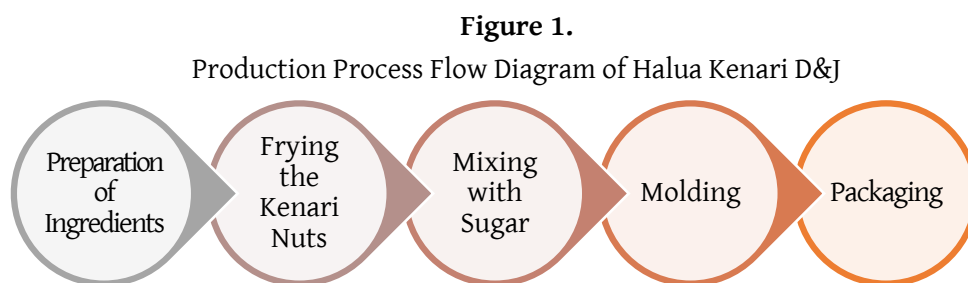 Figure 1.
Production Process Flow Diagram of Halua Kenari D&J
Preparation
of
Ingredients
Frying
the
Kenari
Nuts
Mixing
with
Sugar
Molding
Packaging